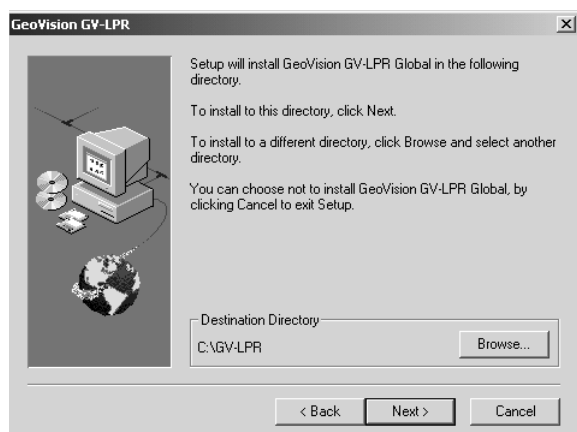 GeoVision GV-LPR
Setup will install GeoVision GV-LPR Global in the following
directory.
To install to this directory, click Next.
To install to a different directory, click Browse and select another
directory.
You can choose not to install GeoVision GV-LPR Global, by
clicking Cancel to exit Setup.
Destination Directory
C:\GV-LPR
Browse...
< Back
Next >
Cancel